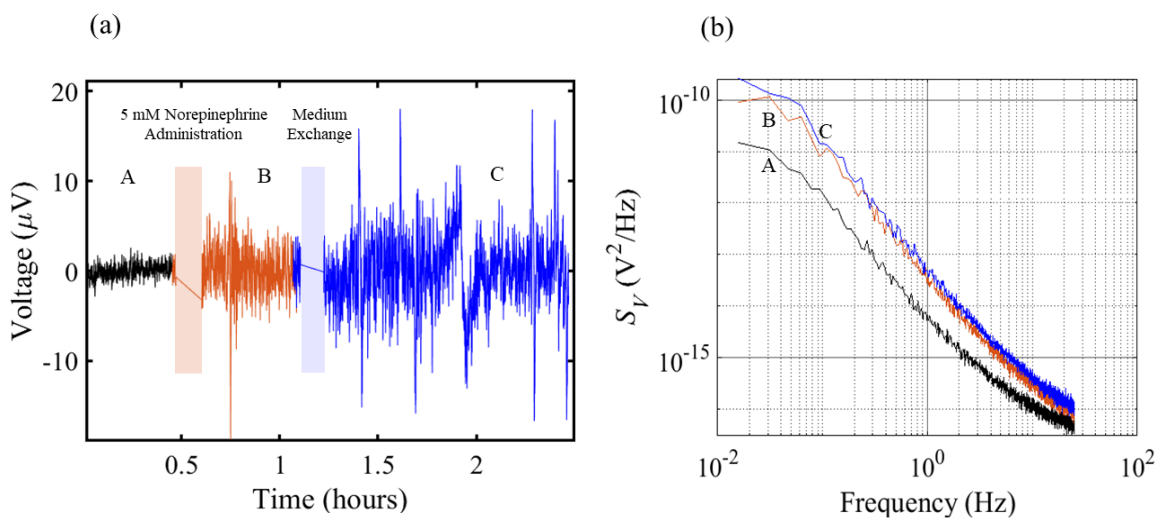 (a)
(b)
20
10
0
-10
Voltage (μV)
5 mM Norepinephrine
Administration
Medium
Exchange
A
B
C
0.5
1
1.5
2
Time (hours)
10⁻¹⁰
10⁻¹⁵
S_V (V²/Hz)
B
C
A
10⁻²
10⁰
10²
Frequency (Hz)